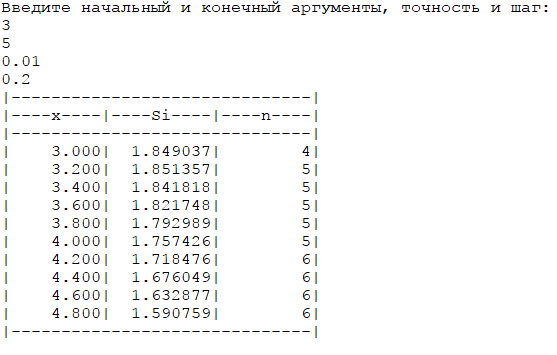 Введите начальный и конечный аргументы, точность и шаг:
3
5
0.01
0.2
|------------------------------|
|----x----|----Si----|----n----|
|------------------------------|
|    3.000|  1.849037|        4|
|    3.200|  1.851357|        5|
|    3.400|  1.841818|        5|
|    3.600|  1.821748|        5|
|    3.800|  1.792989|        5|
|    4.000|  1.757426|        5|
|    4.200|  1.718476|        6|
|    4.400|  1.676049|        6|
|    4.600|  1.632877|        6|
|    4.800|  1.590759|        6|
|------------------------------|